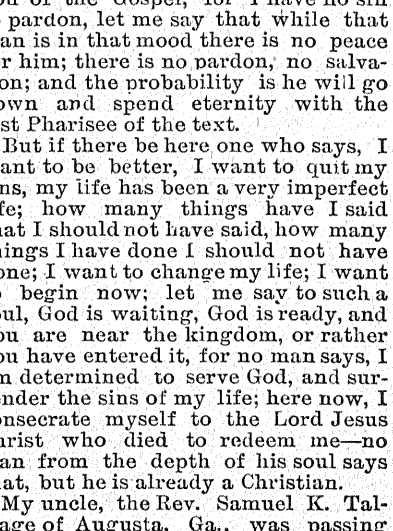 ou of the Gospel, for I have no sin
pardon, let me say that while that
an is in that mood there is no peace
r him; there is no pardon, no salva-
on; and the probability is he will go
own and spend eternity with the
st Pharisee of the text.
But if there be here one who says, I
ant to be better, I want to quit my
ns, my life has been a very imperfect
fe; how many things have I said
at I should not have said, how many
ings I have done I should not have
one; I want to change my life; I want
begin now; let me say to such a
ul, God is waiting, God is ready, and
ou are near the kingdom, or rather
ou have entered it, for no man says, I
m determined to serve God, and sur-
nder the sins of my life; here now, I
onsecrate myself to the Lord Jesus
hrist who died to redeem me—no
an from the depth of his soul says
at, but he is already a Christian.
My uncle, the Rev. Samuel K. Tal-
age of Augusta, Ga., was passing